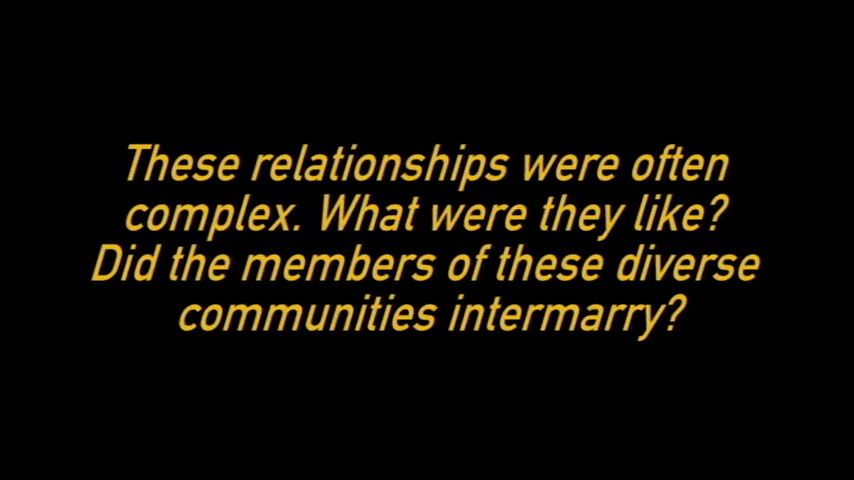 These relationships were often
complex. What were they like?
Did the members of these diverse
communities intermarry?